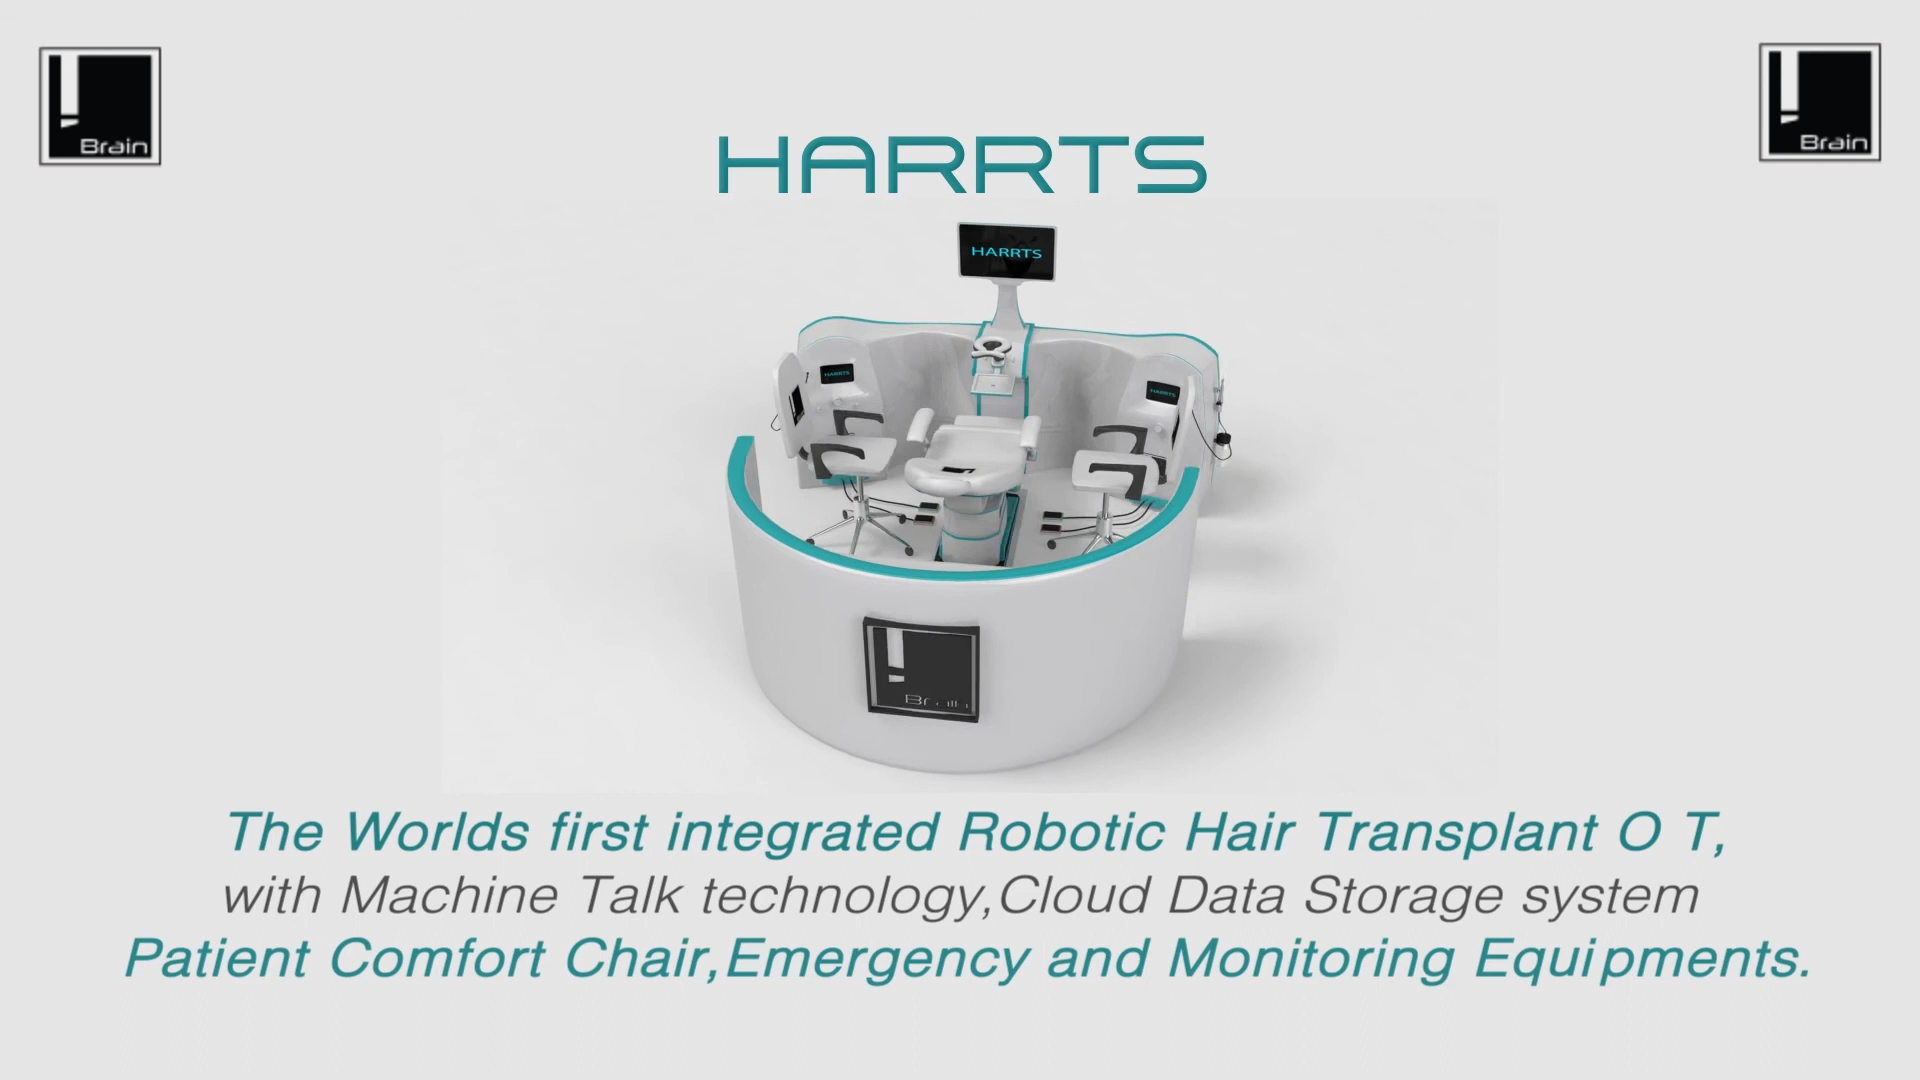 Brain
Brain
HARRTS
HARRTS
HARRTS
HARRTS
The Worlds first integrated Robotic Hair Transplant O T,
with Machine Talk technology,Cloud Data Storage system
Patient Comfort Chair,Emergency and Monitoring Equipments.